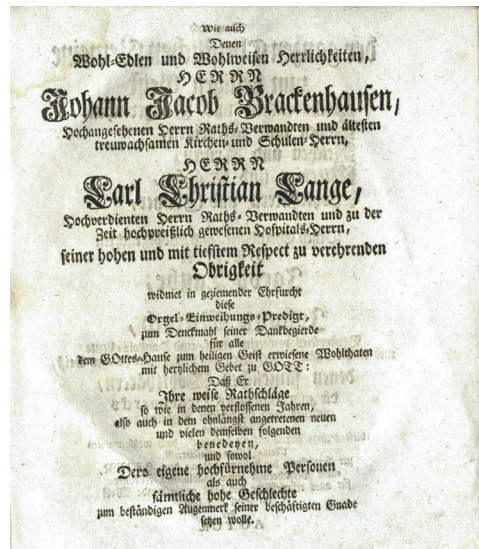 Wie auch
Denen
Wohl-Edlen und Wohlweisen Herrlichkeiten,
HERRN
Johann Jacob Brackenhausen,
Hochangesehenen Herrn Raths-Verwandten und ältesten
treuwachsamen Kirchen-und Schulen-Herrn,
HERRN
Carl Christian Lange,
Hochverdienten Herrn Raths-Verwandten und zu der
Zeit hochpreißlich gewesenen Hospitals-Herrn,
seiner hohen und mit tiefstem Respect zu verehrenden
Obrigkeit
widmet in geziemender Ehrfurcht
diese
Orgel-Einweihungs-Predigt,
zum Denckmahl seiner Dankbegierde
für alle
dem GOttes-Hause zum heiligen Geist erwiesene Wohlthaten
mit hertzlichem Gebet zu GOTT:
Daß Er
Ihre weise Rathschläge
so wie in denen verflossenen Jahren,
also auch in dem ohnlängst angetretenen neuen
und vielen demselben folgenden
benedeyen,
und sowol
Dero eigene hochfürnehme Personen
als auch
sämtliche hohe Geschlechte
zum beständigen Augenmerk seiner beschäftigten Gnade
setzen wolle.